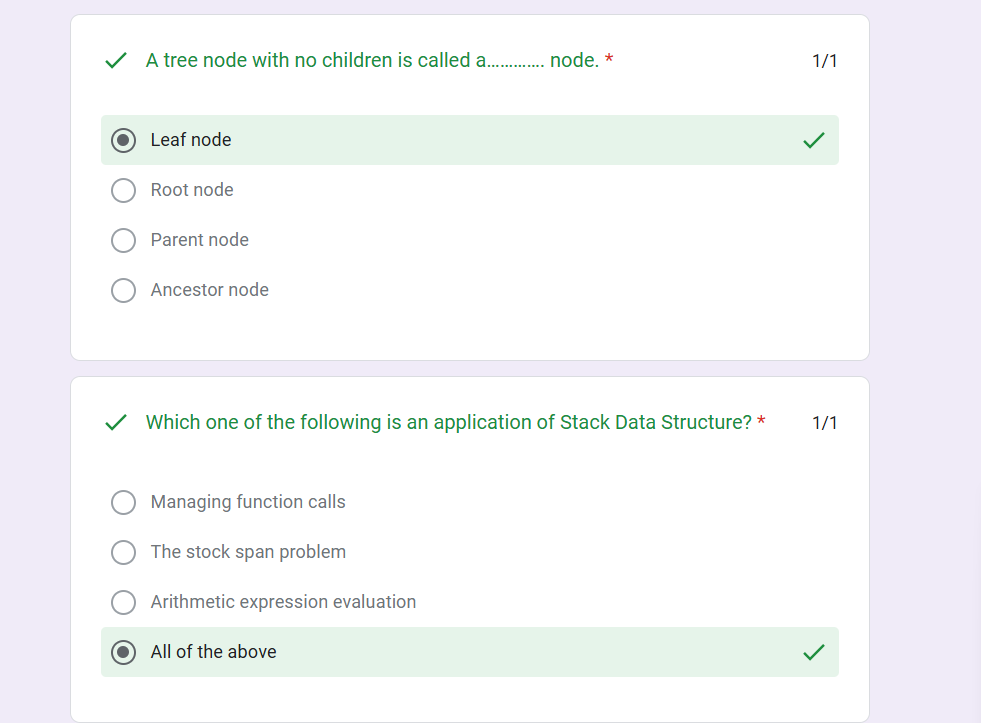 A tree node with no children is called a............. node. *
1/1
Leaf node
Root node
Parent node
Ancestor node
Which one of the following is an application of Stack Data Structure? *
1/1
Managing function calls
The stock span problem
Arithmetic expression evaluation
All of the above